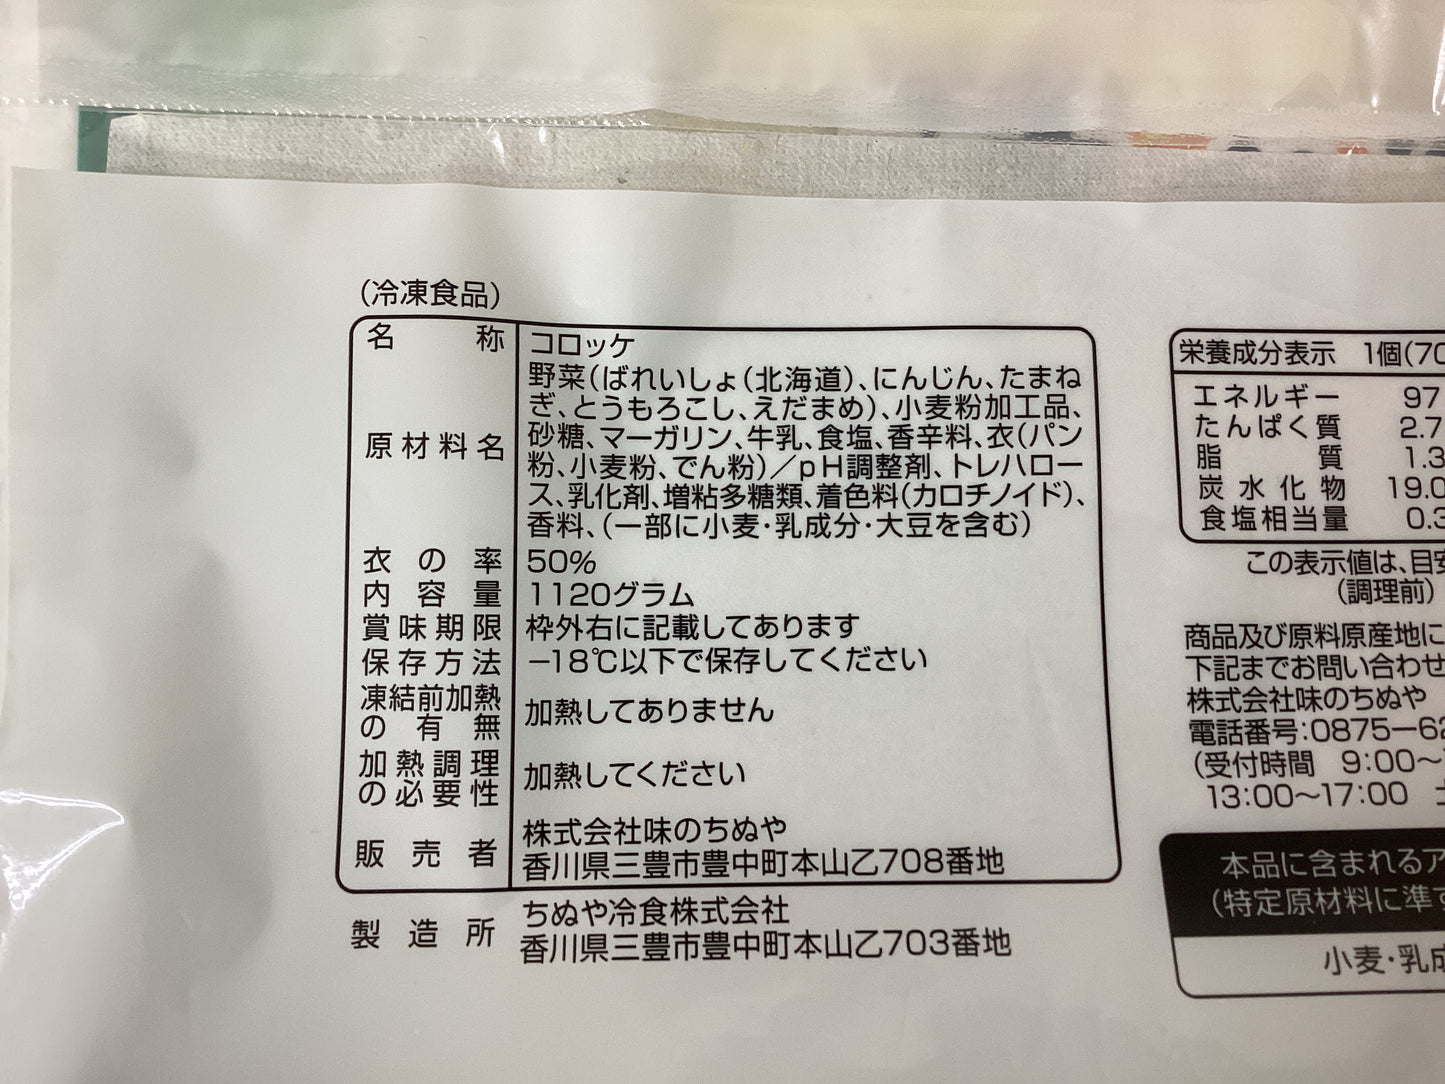 (冷凍食品)
名称 コロッケ
原材料名 野菜(ばれいしょ(北海道)、にんじん、たまね
ぎ、とうもろこし、えだまめ)、小麦粉加工品、
砂糖、マーガリン、牛乳、食塩、香辛料、衣(パン
粉、小麦粉、でん粉)／pH調整剤、トレハロー
ス、乳化剤、増粘多糖類、着色料(カロチノイド)、
香料、(一部に小麦・乳成分・大豆を含む)
衣の率 50%
内容量 1120グラム
賞味期限 枠外右に記載してあります
保存方法 −18℃以下で保存してください
凍結前加熱
の有無 加熱してありません
加熱調理
の必要性 加熱してください
販売者 株式会社味のちぬや
香川県三豊市豊中町本山乙708番地
製造所 ちぬや冷食株式会社
香川県三豊市豊中町本山乙703番地
栄養成分表示 1個(70
エネルギー 97
たんぱく質 2.7
脂質 1.3
炭水化物 19.0
食塩相当量 0.3
この表示値は、目安
(調理前)
商品及び原料原産地に
下記までお問い合わせ
株式会社味のちぬや
電話番号:0875−62
(受付時間 9:00〜
13:00〜17:00
本品に含まれるア
(特定原材料に準ず
小麦・乳成